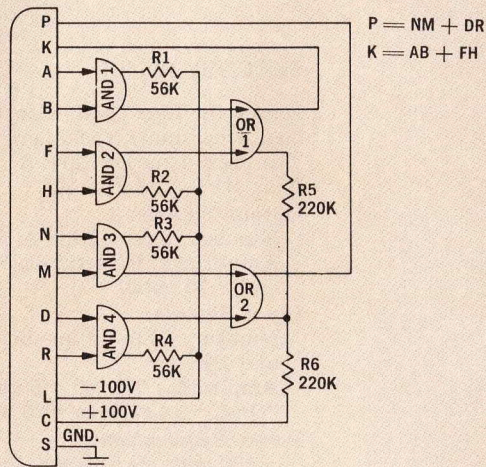 P
K
A
B
F
H
N
M
D
R
L
C
S
AND 1
AND 2
AND 3
AND 4
R1
56K
R2
56K
R3
56K
R4
56K
OR
1
OR
2
R5
220K
R6
220K
−100V
+100V
GND.
P = NM + DR
K = AB + FH